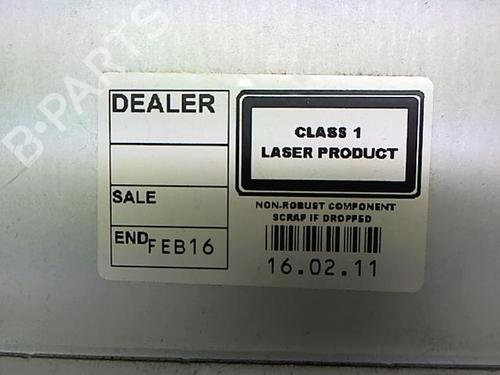 B-PARTS
DEALER
SALE
END FEB16
CLASS 1
LASER PRODUCT
NON-ROBUST COMPONENT
SCRAP IF DROPPED
16.02.11